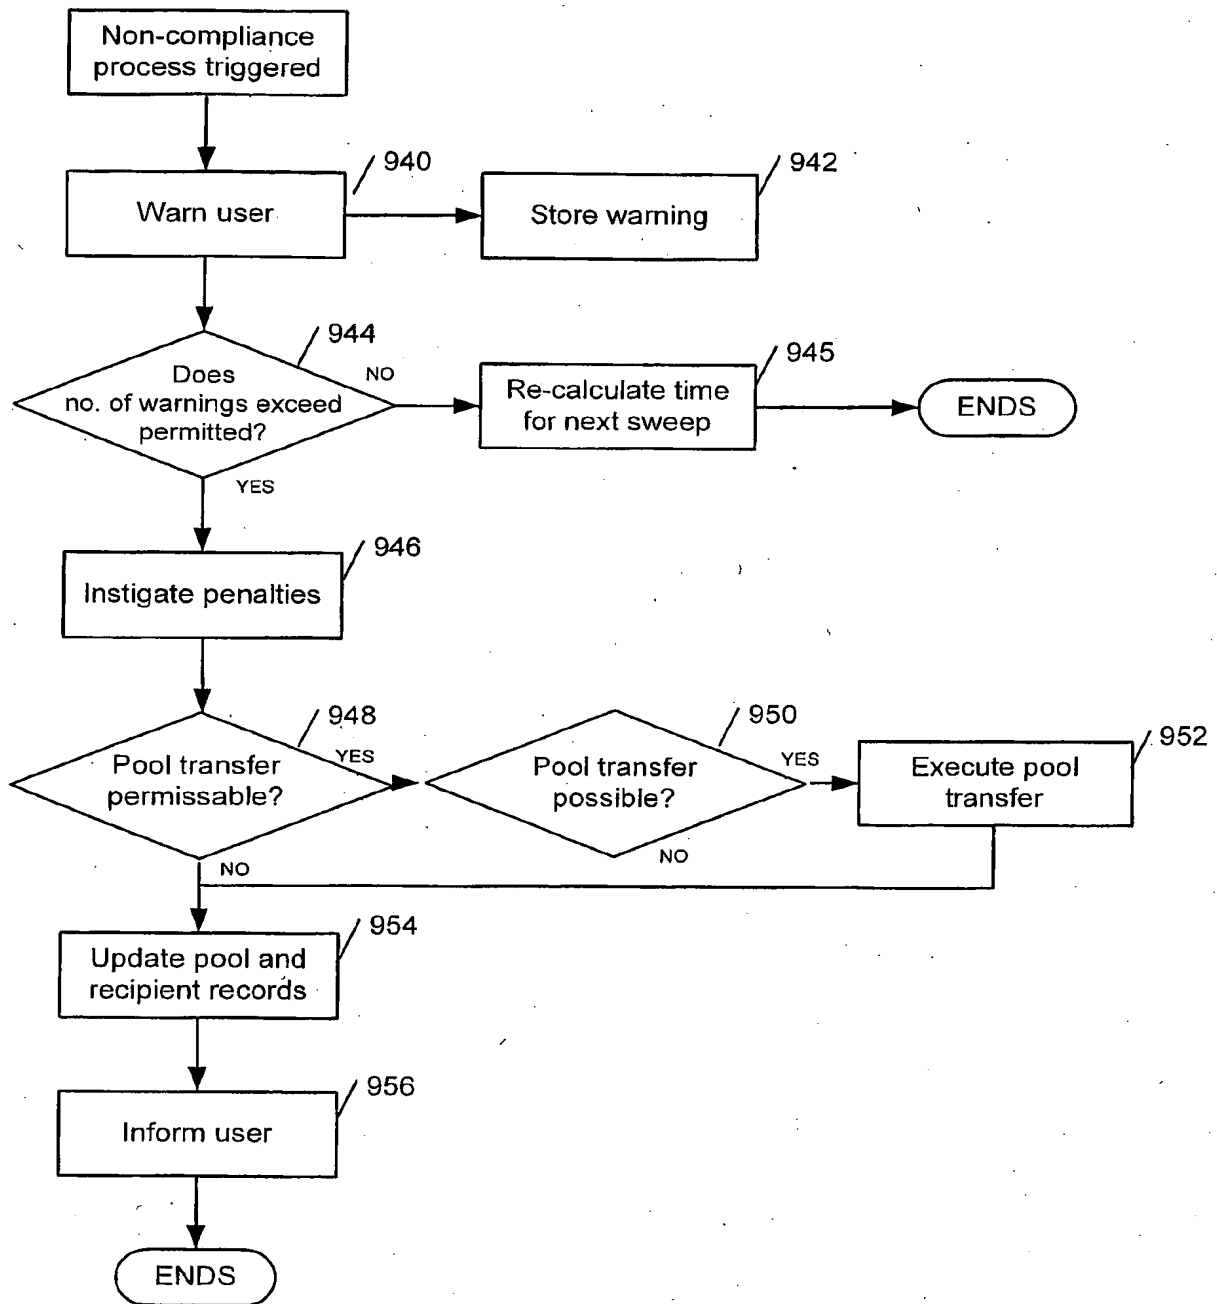 Non-compliance
process triggered
940
942
Warn user
Store warning
944
945
Does
no. of warnings exceed
permitted?
NO
Re-calculate time
for next sweep
ENDS
YES
946
Instigate penalties
948
950
952
Pool transfer
permissable?
YES
Pool transfer
possible?
YES
Execute pool
transfer
NO
NO
954
Update pool and
recipient records
956
Inform user
ENDS